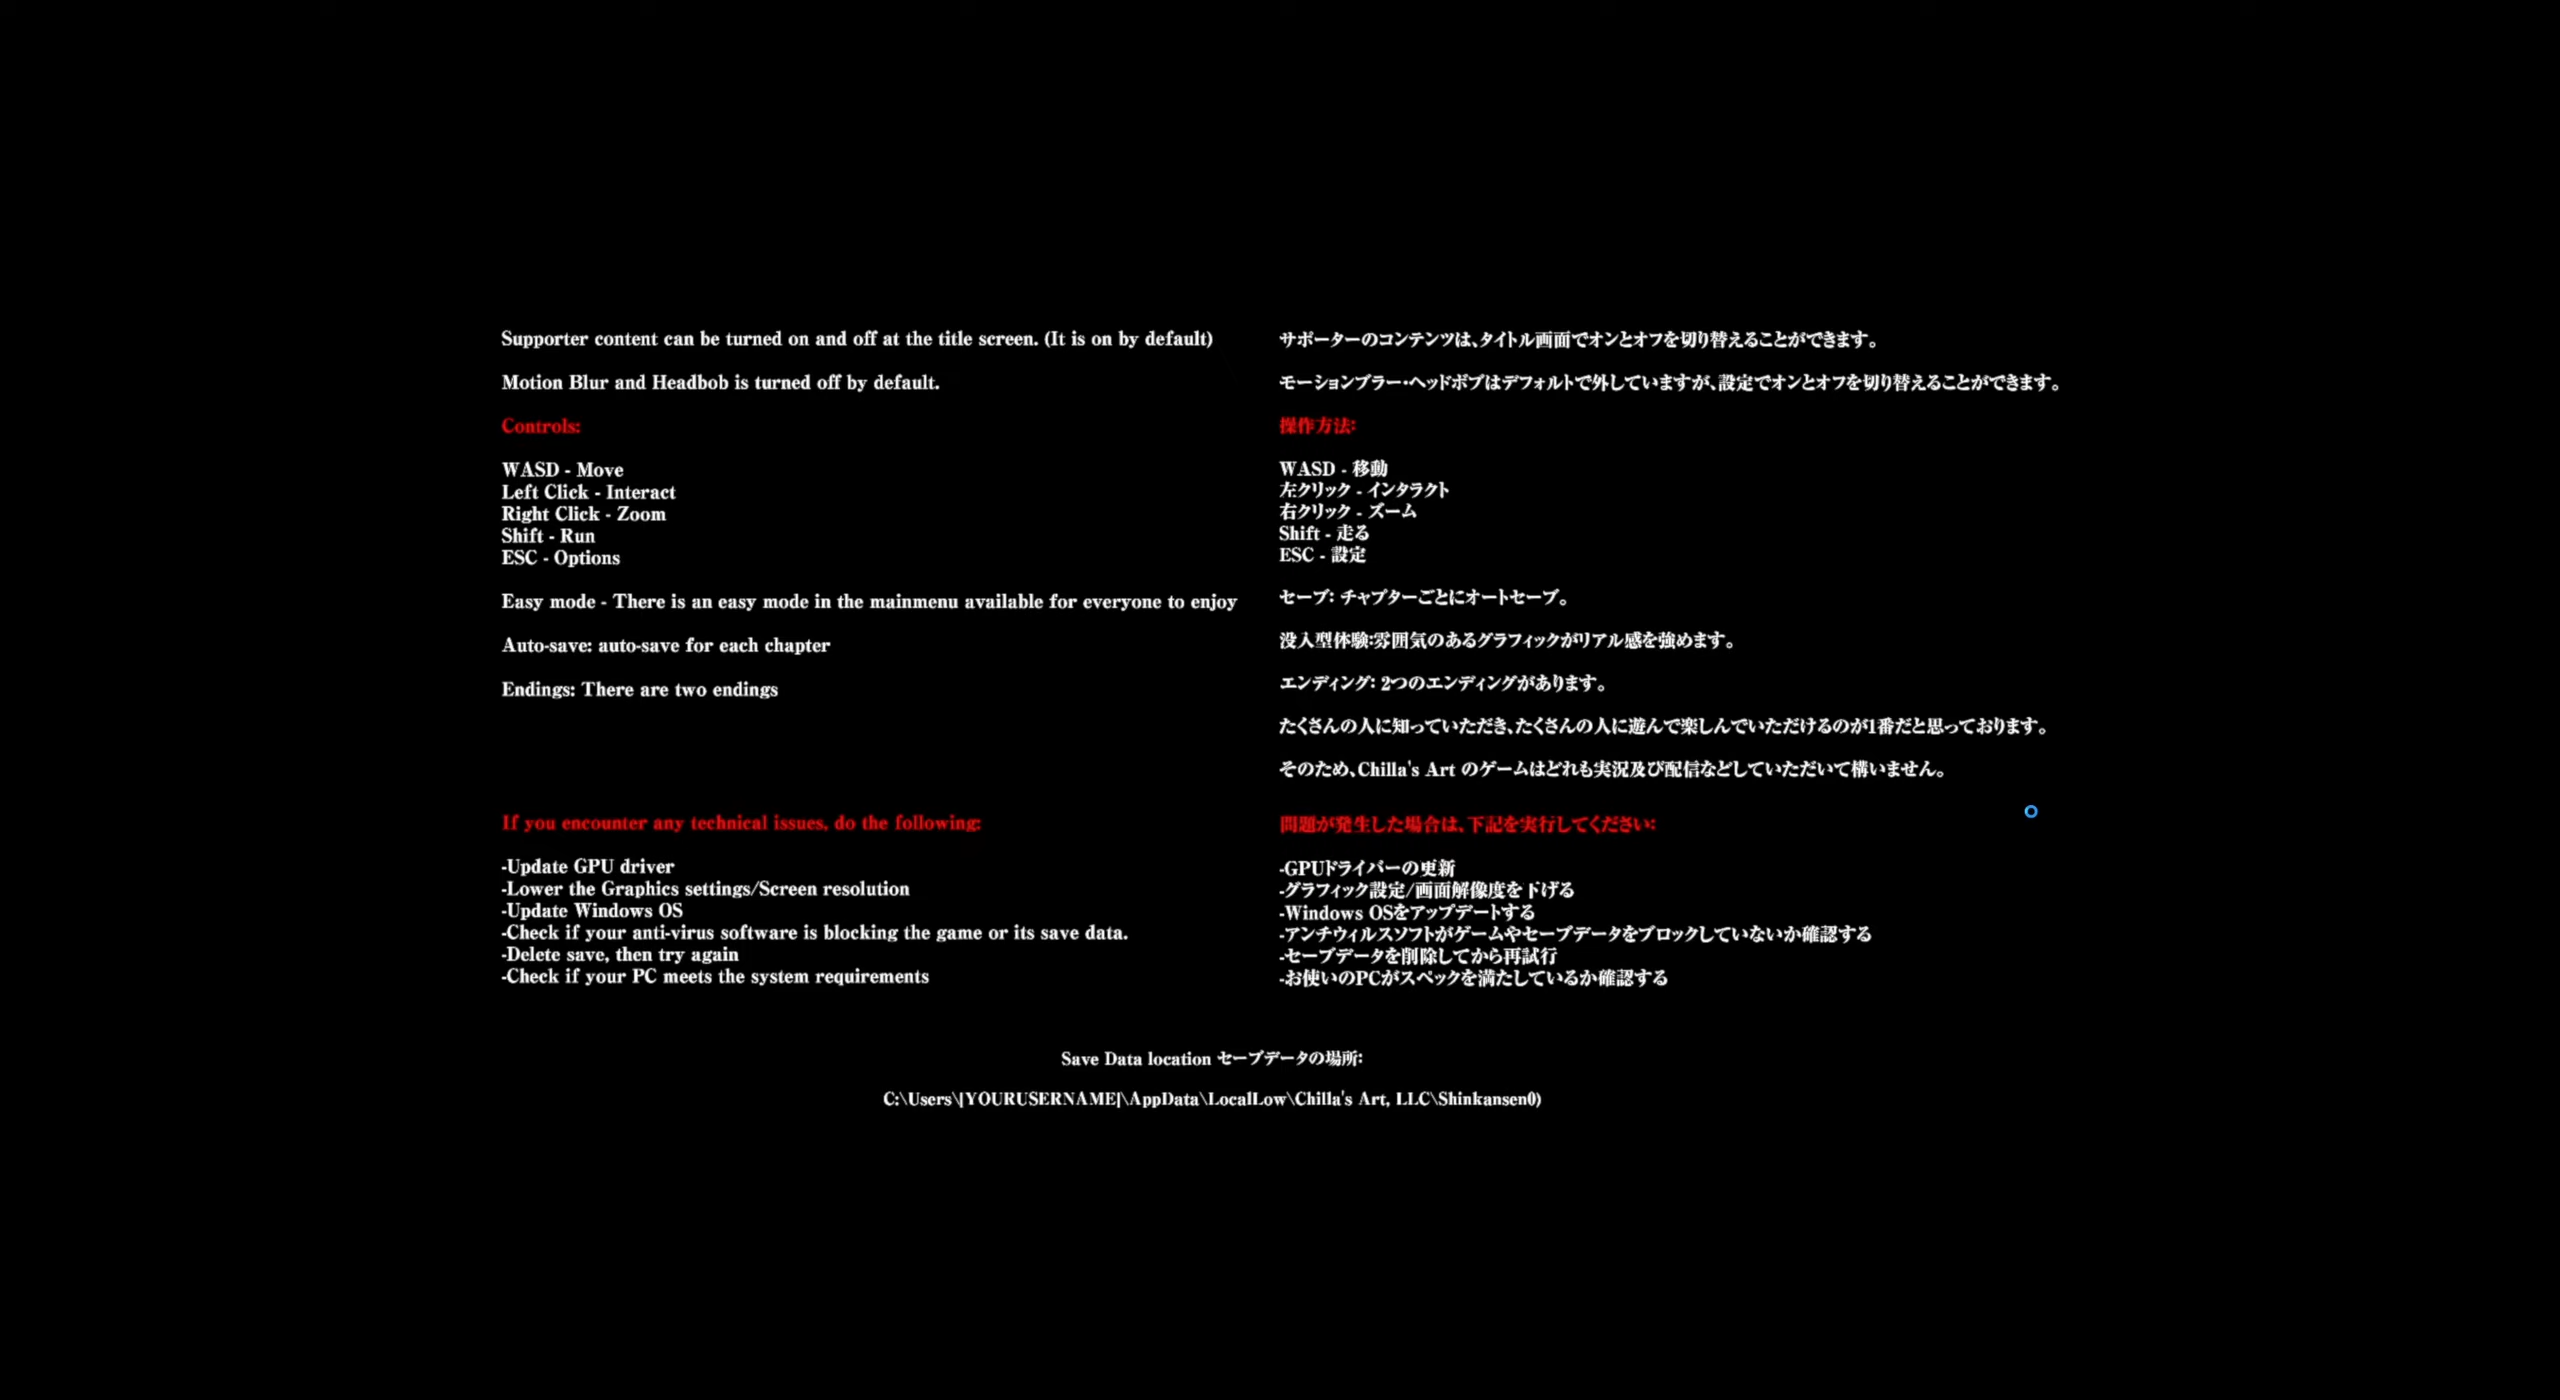 Supporter content can be turned on and off at the title screen. (It is on by default)
Motion Blur and Headbob is turned off by default.
Controls:
WASD - Move
Left Click - Interact
Right Click - Zoom
Shift - Run
ESC - Options
Easy mode - There is an easy mode in the mainmenu available for everyone to enjoy
Auto-save: auto-save for each chapter
Endings: There are two endings
If you encounter any technical issues, do the following:
-Update GPU driver
-Lower the Graphics settings/Screen resolution
-Update Windows OS
-Check if your anti-virus software is blocking the game or its save data.
-Delete save, then try again
-Check if your PC meets the system requirements
サポーターのコンテンツは、タイトル画面でオンとオフを切り替えることができます。
モーションブラー・ヘッドボブはデフォルトで外していますが、設定でオンとオフを切り替えることができます。
操作方法:
WASD - 移動
左クリック - インタラクト
右クリック - ズーム
Shift - 走る
ESC - 設定
セーブ: チャプターごとにオートセーブ。
没入型体験:雰囲気のあるグラフィックがリアル感を強めます。
エンディング: 2つのエンディングがあります。
たくさんの人に知っていただき、たくさんの人に遊んで楽しんでいただけるのが1番だと思っております。
そのため、Chilla's Art のゲームはどれも実況及び配信などしていただいて構いません。
問題が発生した場合は、下記を実行してください:
-GPUドライバーの更新
-グラフィック設定/画面解像度を下げる
-Windows OSをアップデートする
-アンチウィルスソフトがゲームやセーブデータをブロックしていないか確認する
-セーブデータを削除してから再試行
-お使いのPCがスペックを満たしているか確認する
Save Data location セーブデータの場所:
C:\Users\[YOURUSERNAME]\AppData\LocalLow\Chilla's Art, LLC\Shinkansen0)